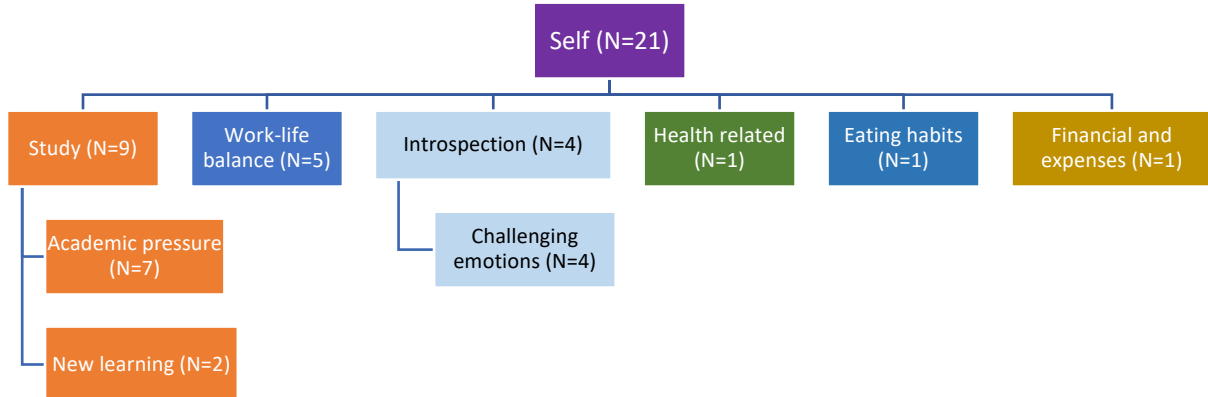 Self (N=21)
Study (N=9)
Work-life
balance (N=5)
Introspection (N=4)
Health related
(N=1)
Eating habits
(N=1)
Financial and
expenses (N=1)
Academic pressure
(N=7)
Challenging
emotions (N=4)
New learning (N=2)